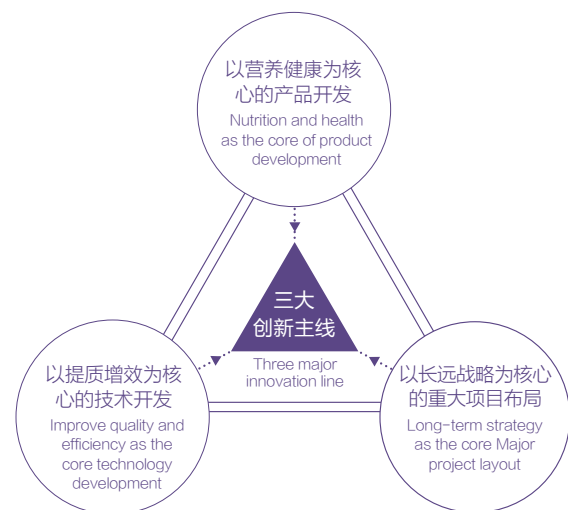 以营养健康为核
心的产品开发
Nutrition and health
as the core of product
development
三大
创新主线
Three major
innovation line
以提质增效为核
心的技术开发
Improve quality and
efficiency as the
core technology
development
以长远战略为核心
的重大项目布局
Long-term strategy
as the core Major
project layout